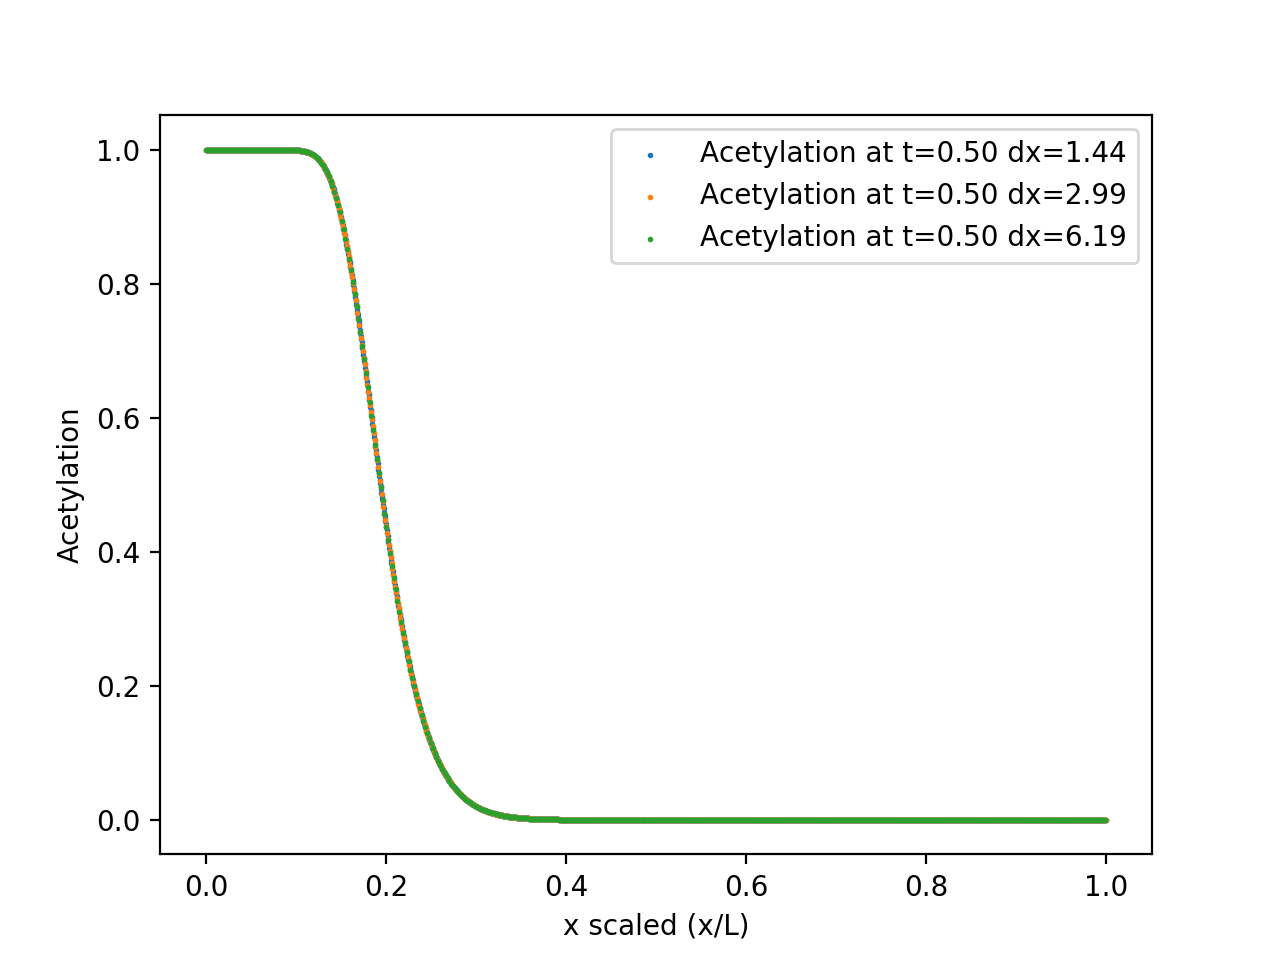 Acetylation at t=0.50 dx=1.44
Acetylation at t=0.50 dx=2.99
Acetylation at t=0.50 dx=6.19
1.0
0.8
0.6
0.4
0.2
0.0
Acetylation
0.0 0.2 0.4 0.6 0.8 1.0
x scaled (x/L)